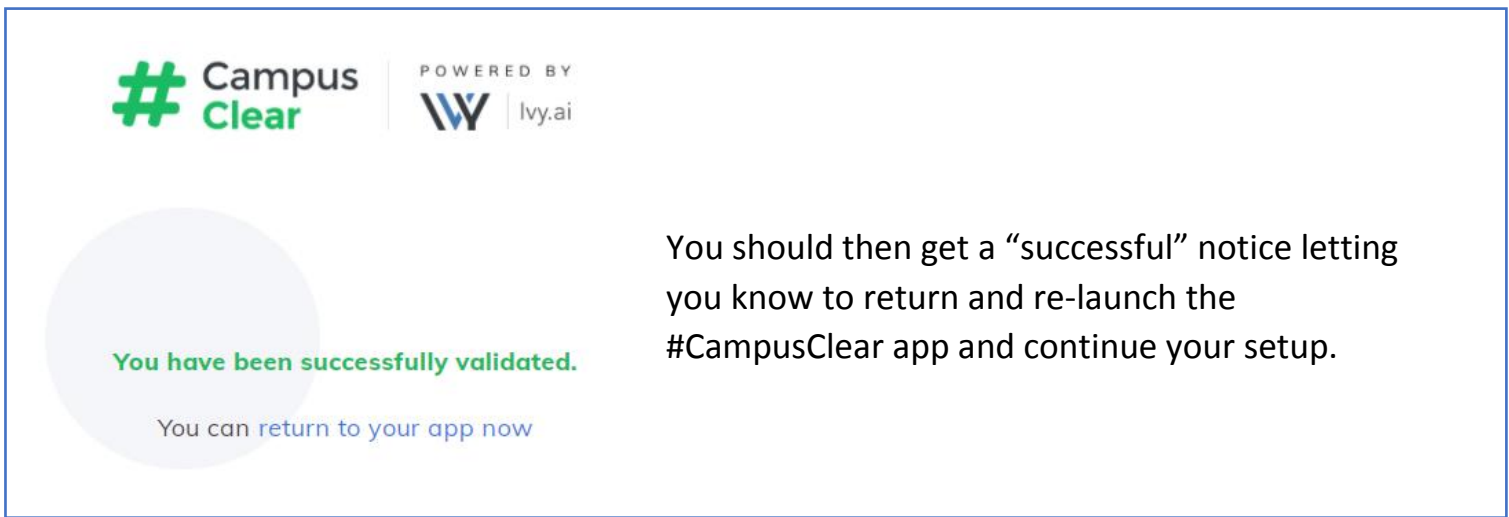 # Campus
Clear
POWERED BY
IVY | Ivy.ai
You should then get a “successful” notice letting
you know to return and re-launch the
#CampusClear app and continue your setup.
You have been successfully validated.
You can return to your app now